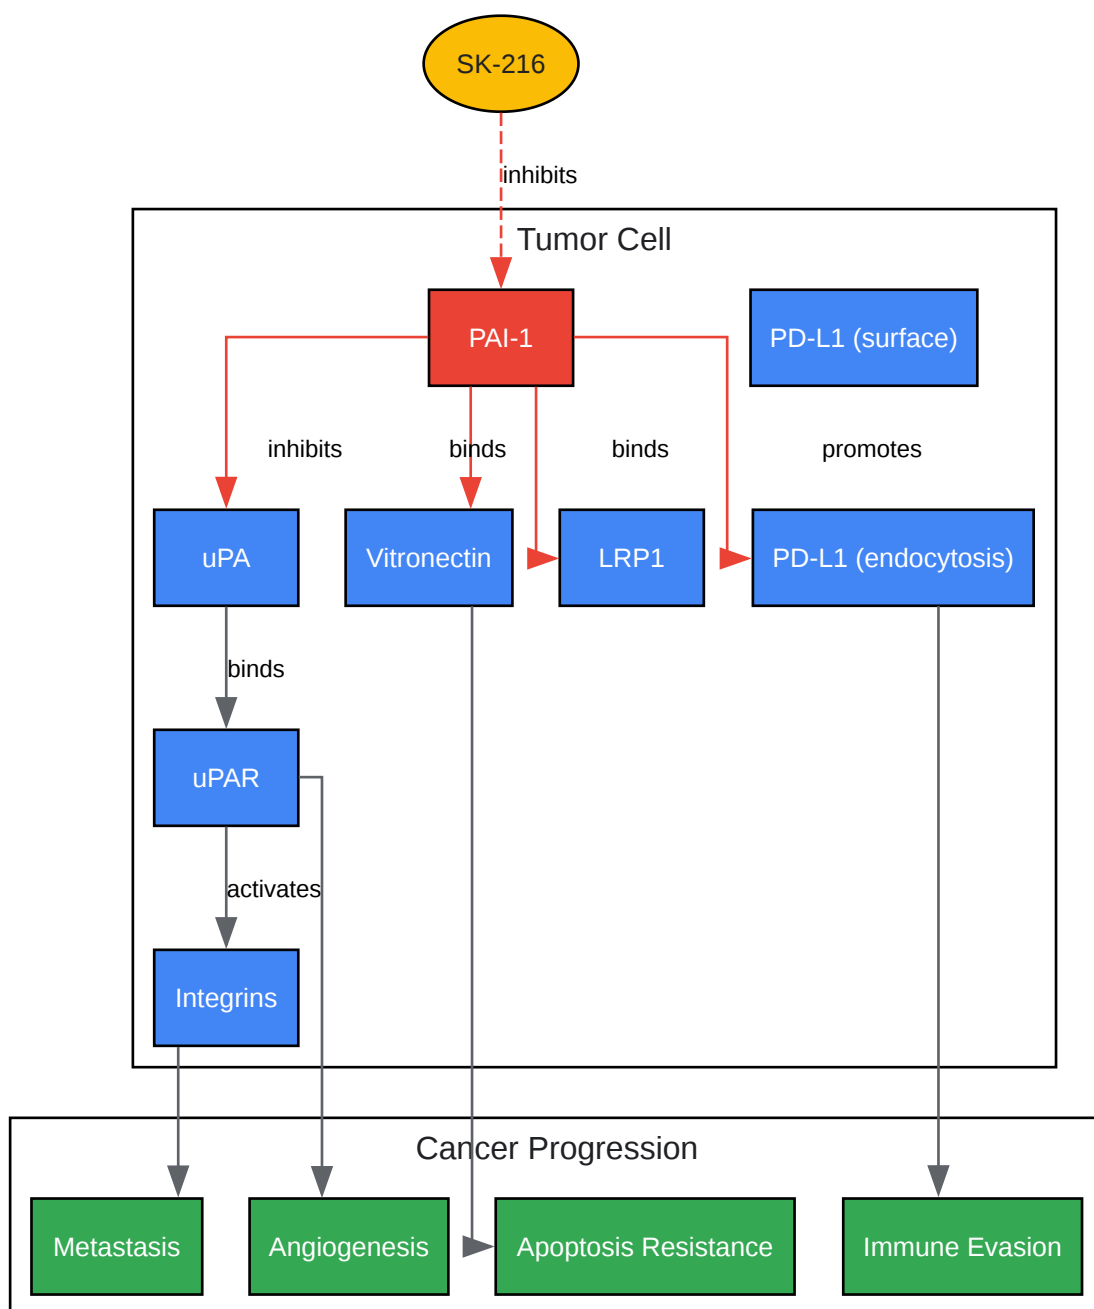 SK-216
inhibits
Tumor Cell
PAI-1
PD-L1 (surface)
inhibits
binds
binds
promotes
uPA
Vitronectin
LRP1
PD-L1 (endocytosis)
binds
uPAR
activates
Integrins
Cancer Progression
Metastasis
Angiogenesis
Apoptosis Resistance
Immune Evasion